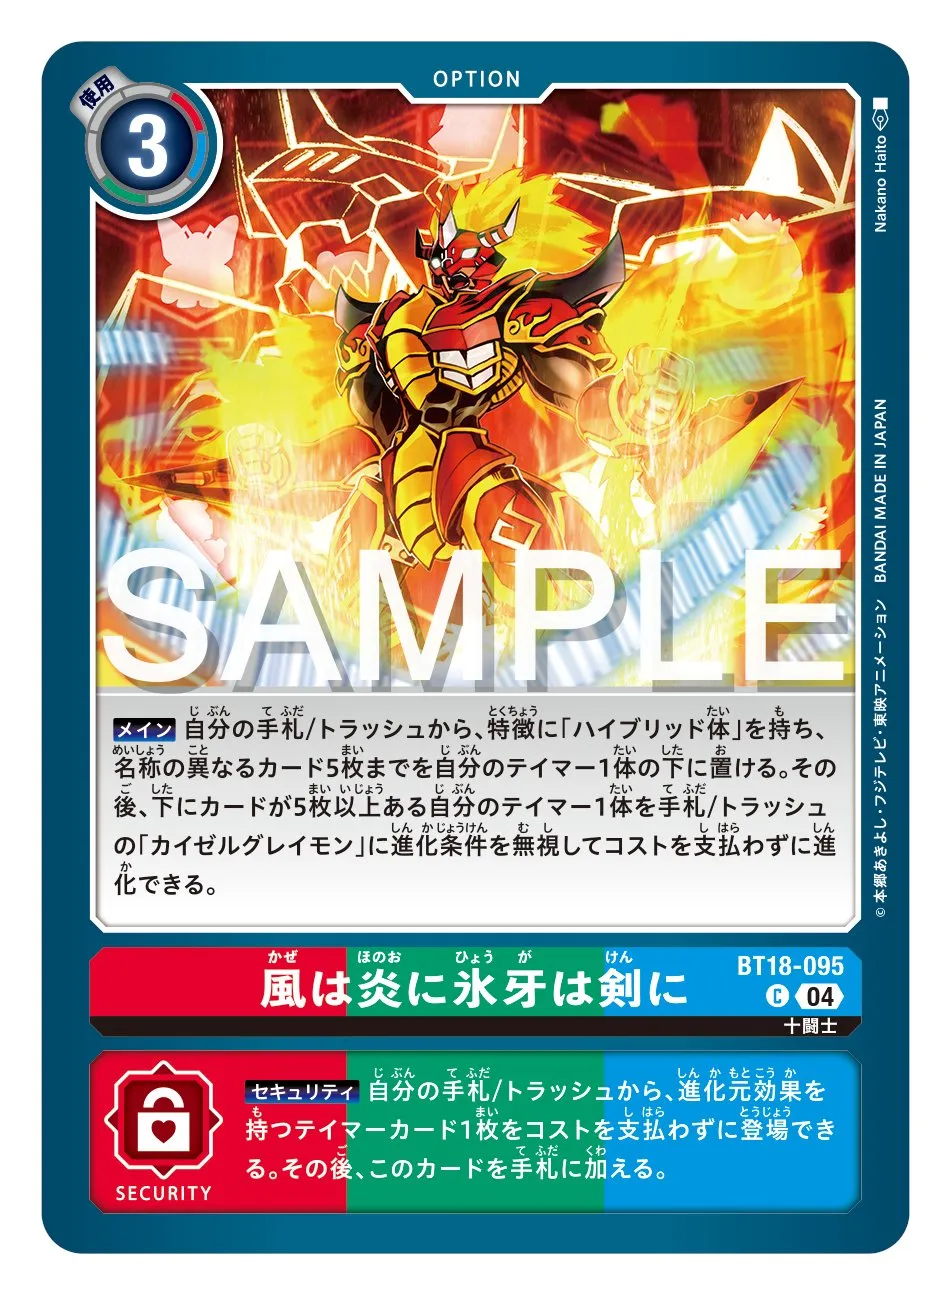 OPTION
使用
3
Nakano Haito
SAMPLE
BANDAI MADE IN JAPAN
©本郷あきよし・フジテレビ・東映アニメーション
メイン 自分の手札/トラッシュから、特徴に「ハイブリッド体」を持ち、
名称の異なるカード5枚までを自分のテイマー1体の下に置ける。その
後、下にカードが5枚以上ある自分のテイマー1体を手札/トラッシュ
の「カイゼルグレイモン」に進化条件を無視してコストを支払わずに進
化できる。
風は炎に氷牙は剣に
BT18-095
C 04
十闘士
セキュリティ 自分の手札/トラッシュから、進化元効果を
持つテイマーカード1枚をコストを支払わずに登場でき
る。その後、このカードを手札に加える。
SECURITY